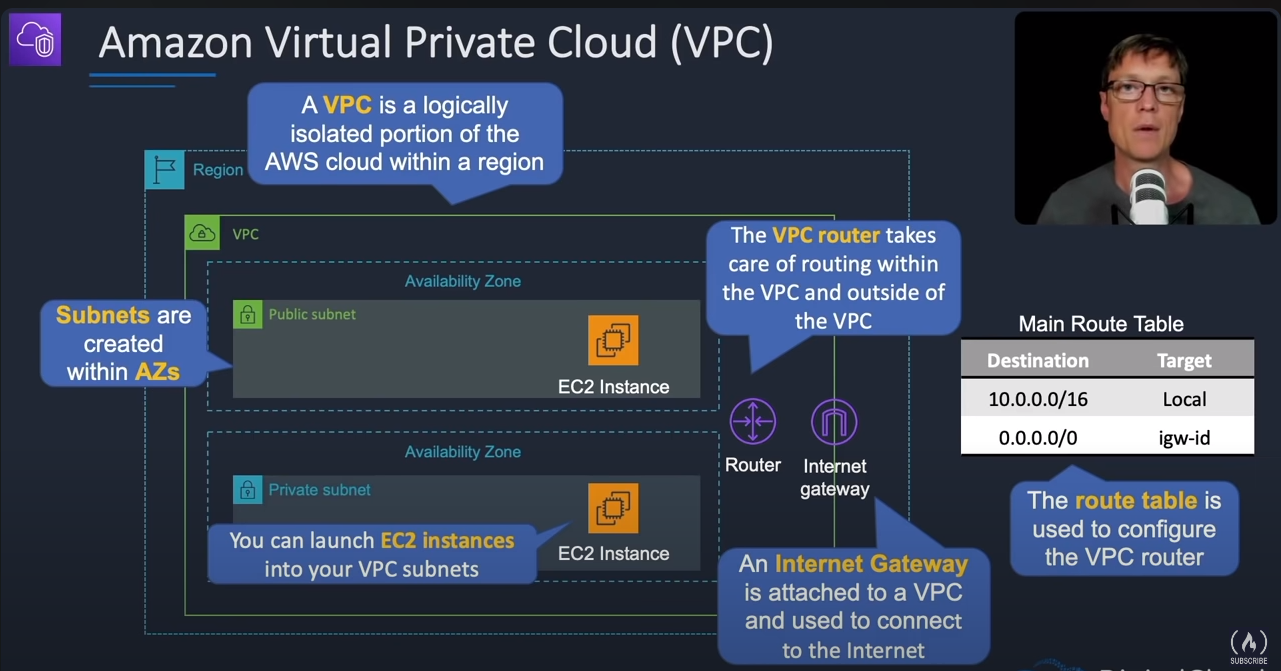 Amazon Virtual Private Cloud (VPC)
A VPC is a logically
isolated portion of the
AWS cloud within a region
Region
VPC
The VPC router takes
care of routing within
the VPC and outside of
the VPC
Availability Zone
Public subnet
EC2 Instance
Subnets are
created
within AZs
Main Route Table
Destination Target
10.0.0.0/16 Local
0.0.0.0/0 igw-id
Availability Zone
Private subnet
EC2 Instance
Router
Internet
gateway
You can launch EC2 instances
into your VPC subnets
The route table is
used to configure
the VPC router
An Internet Gateway
is attached to a VPC
and used to connect
to the Internet
SUBSCRIBE